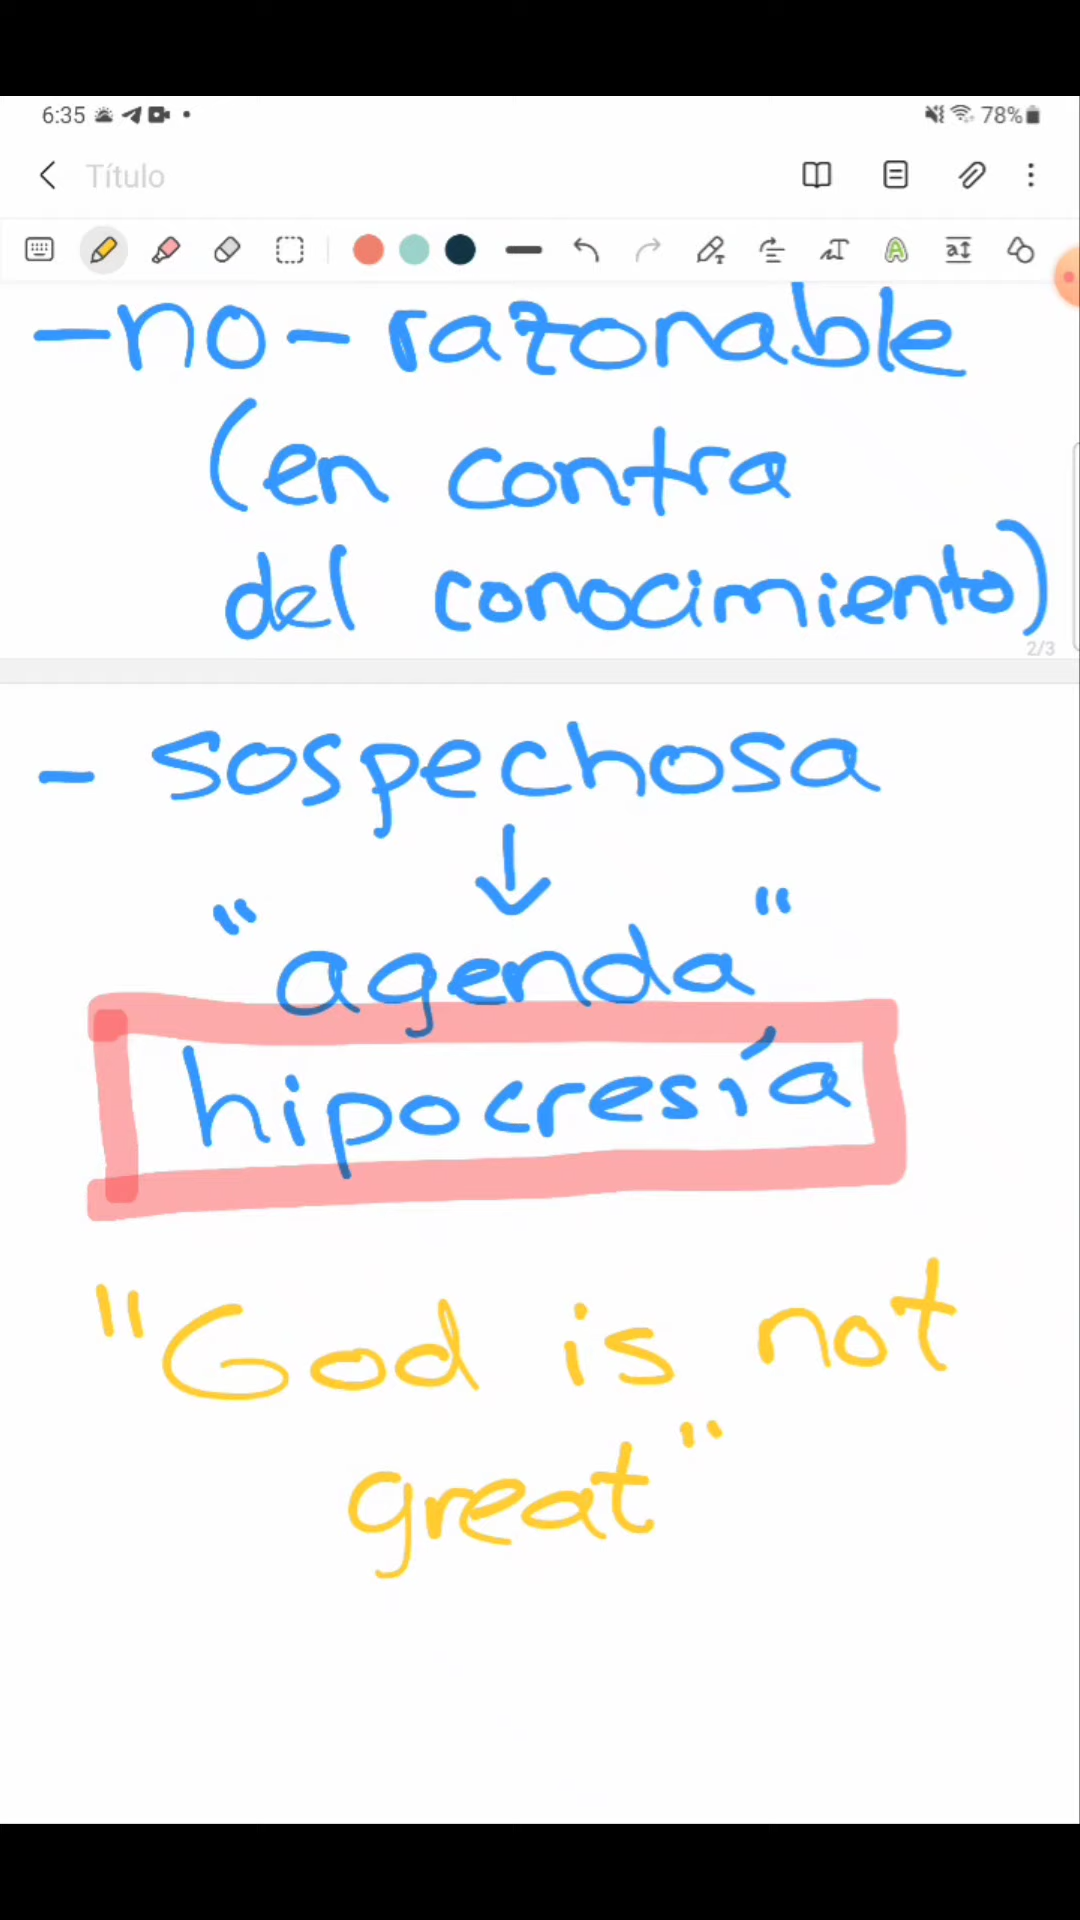 6:35 78%
Título
-no-razonable
(en contra
del conocimiento)
2/3
- sospechosa
"agenda"
hipocresía
"God is not
great"